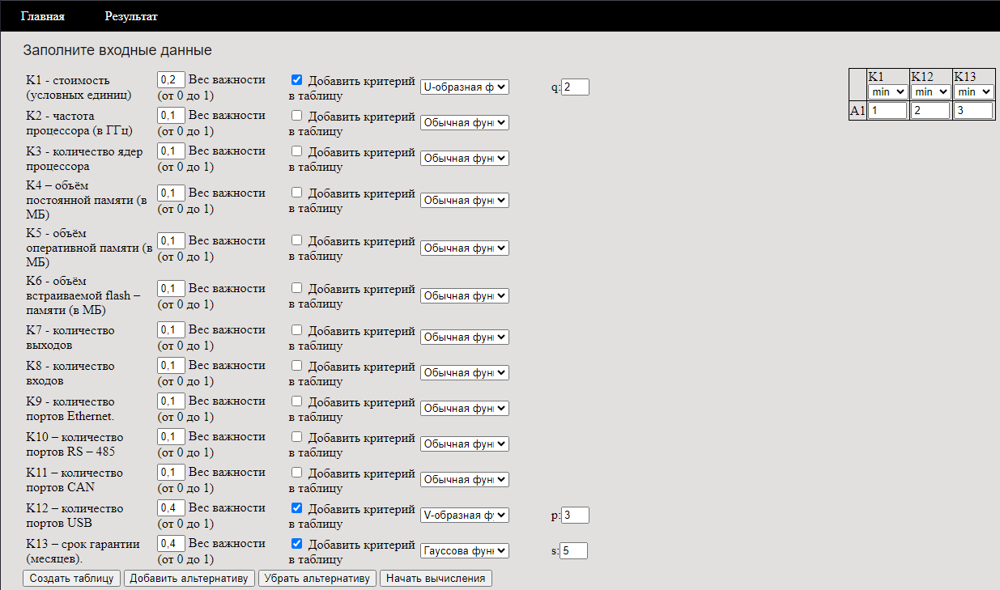 Главная Результат
Заполните входные данные
K1 - стоимость 0,2 Вес важности Добавить критерий U-образная ф q: 2
(условных единиц) (от 0 до 1) в таблицу
K2 - частота 0,1 Вес важности Добавить критерий Обычная фун
процессора (в ГГц) (от 0 до 1) в таблицу
K3 - количество ядер 0,1 Вес важности Добавить критерий Обычная фун
процессора (от 0 до 1) в таблицу
K4 – объём
постоянной памяти (в 0,1 Вес важности Добавить критерий Обычная фун
МБ) (от 0 до 1) в таблицу
K5 - объём
оперативной памяти (в 0,1 Вес важности Добавить критерий Обычная фун
МБ) (от 0 до 1) в таблицу
K6 - объём
встраиваемой flash – 0,1 Вес важности Добавить критерий Обычная фун
памяти (в МБ) (от 0 до 1) в таблицу
K7 - количество 0,1 Вес важности Добавить критерий Обычная фун
выходов (от 0 до 1) в таблицу
K8 - количество 0,1 Вес важности Добавить критерий Обычная фун
входов (от 0 до 1) в таблицу
K9 - количество 0,1 Вес важности Добавить критерий Обычная фун
портов Ethernet. (от 0 до 1) в таблицу
K10 – количество 0,1 Вес важности Добавить критерий Обычная фун
портов RS – 485 (от 0 до 1) в таблицу
K11 – количество 0,1 Вес важности Добавить критерий Обычная фун
портов CAN (от 0 до 1) в таблицу
K12 – количество 0,4 Вес важности Добавить критерий V-образная ф p: 3
портов USB (от 0 до 1) в таблицу
K13 – срок гарантии 0,4 Вес важности Добавить критерий Гауссова фун s: 5
(месяцев). (от 0 до 1) в таблицу
Создать таблицу Добавить альтернативу Убрать альтернативу Начать вычисления
K1 K12 K13
min min min
A1 1 2 3